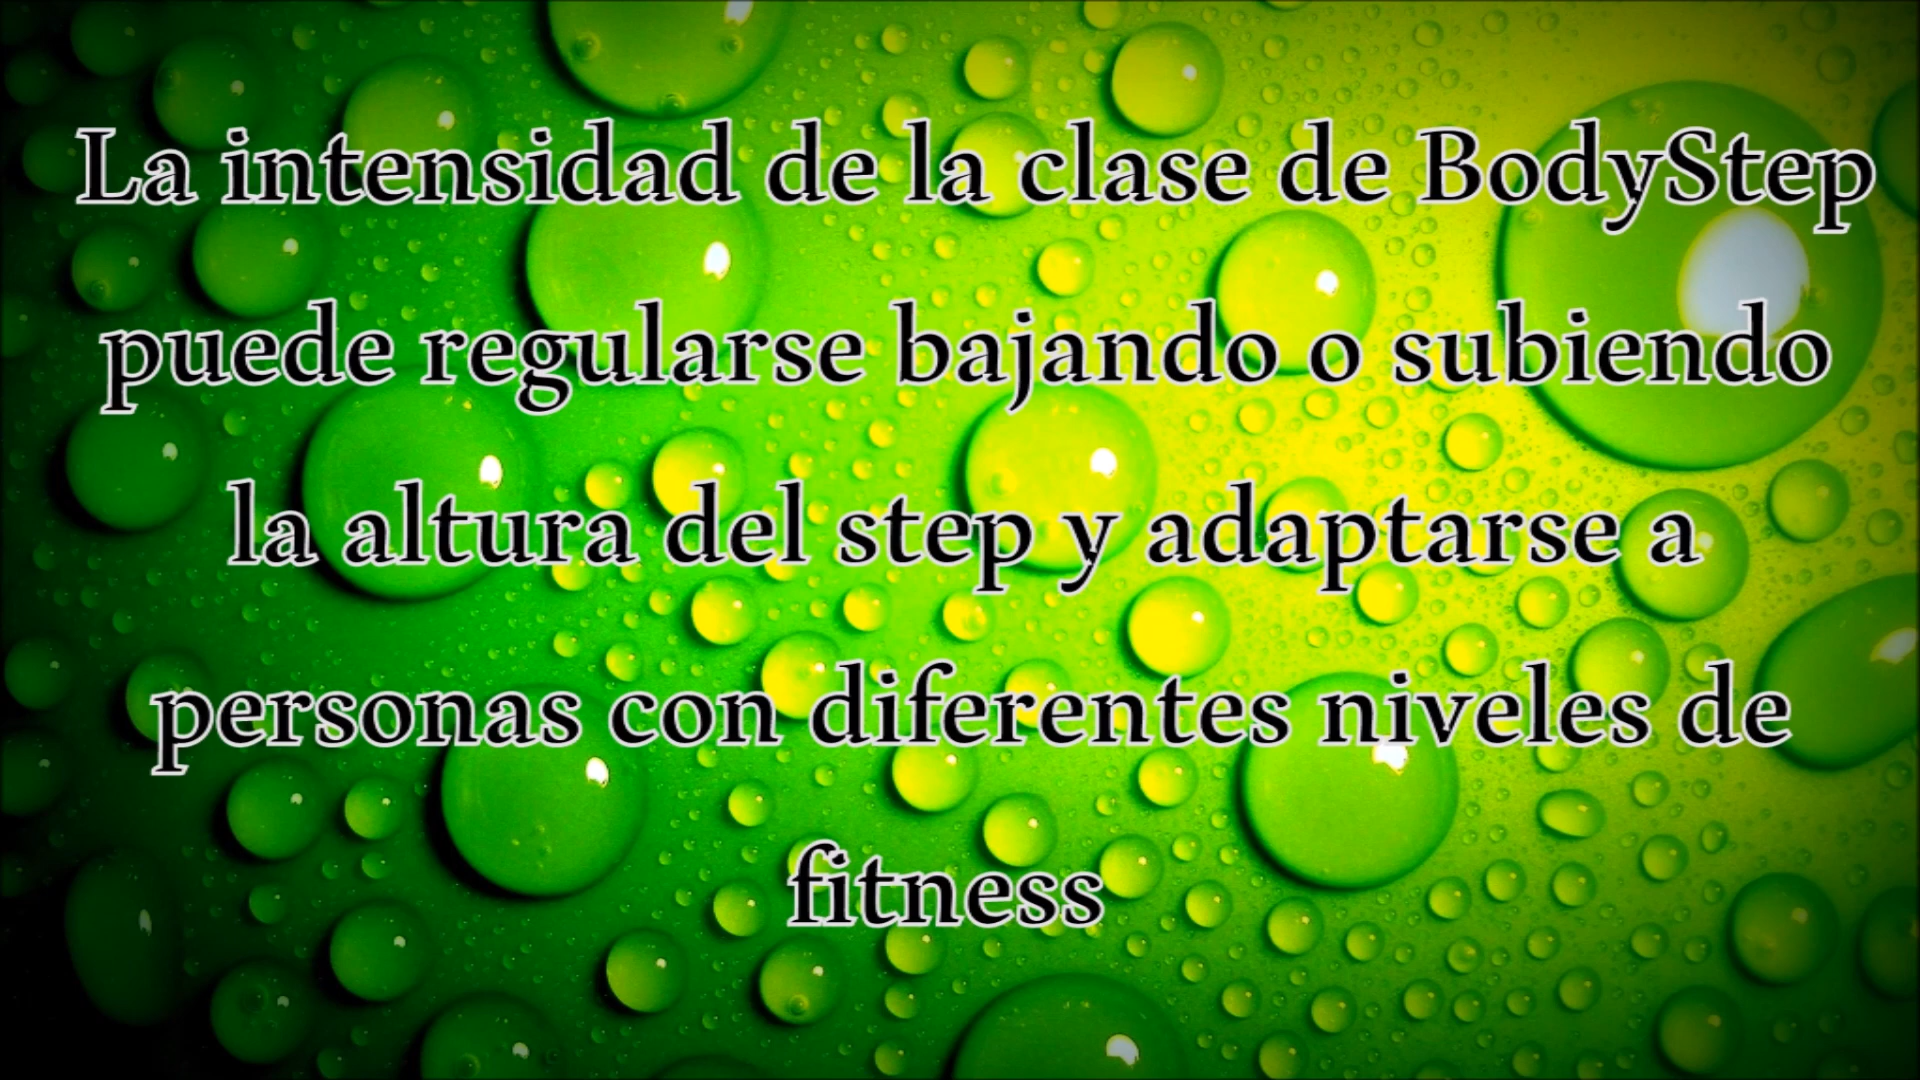 La intensidad de la clase de BodyStep
puede regularse bajando o subiendo
la altura del step y adaptarse a
personas con diferentes niveles de
fitness